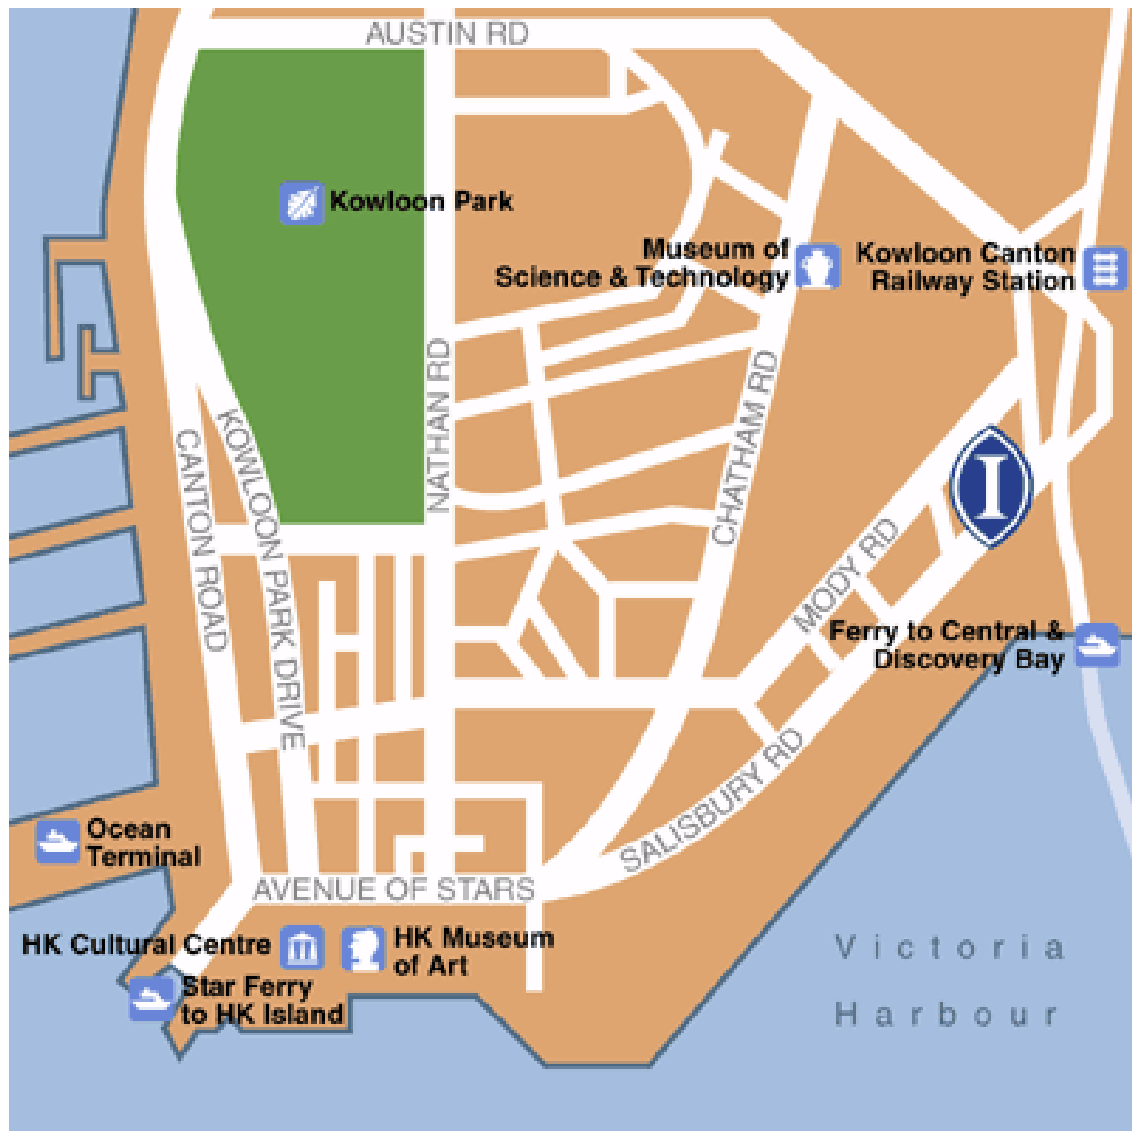 AUSTIN RD
Kowloon Park
Museum of
Science & Technology
Kowloon Canton
Railway Station
NATHAN RD
CHATHAM RD
KOWLOON PARK DRIVE
CANTON ROAD
I
MODY RD
Ferry to Central &
Discovery Bay
SALISBURY RD
Ocean
Terminal
AVENUE OF STARS
HK Cultural Centre
HK Museum
of Art
Star Ferry
to HK Island
Victoria
Harbour